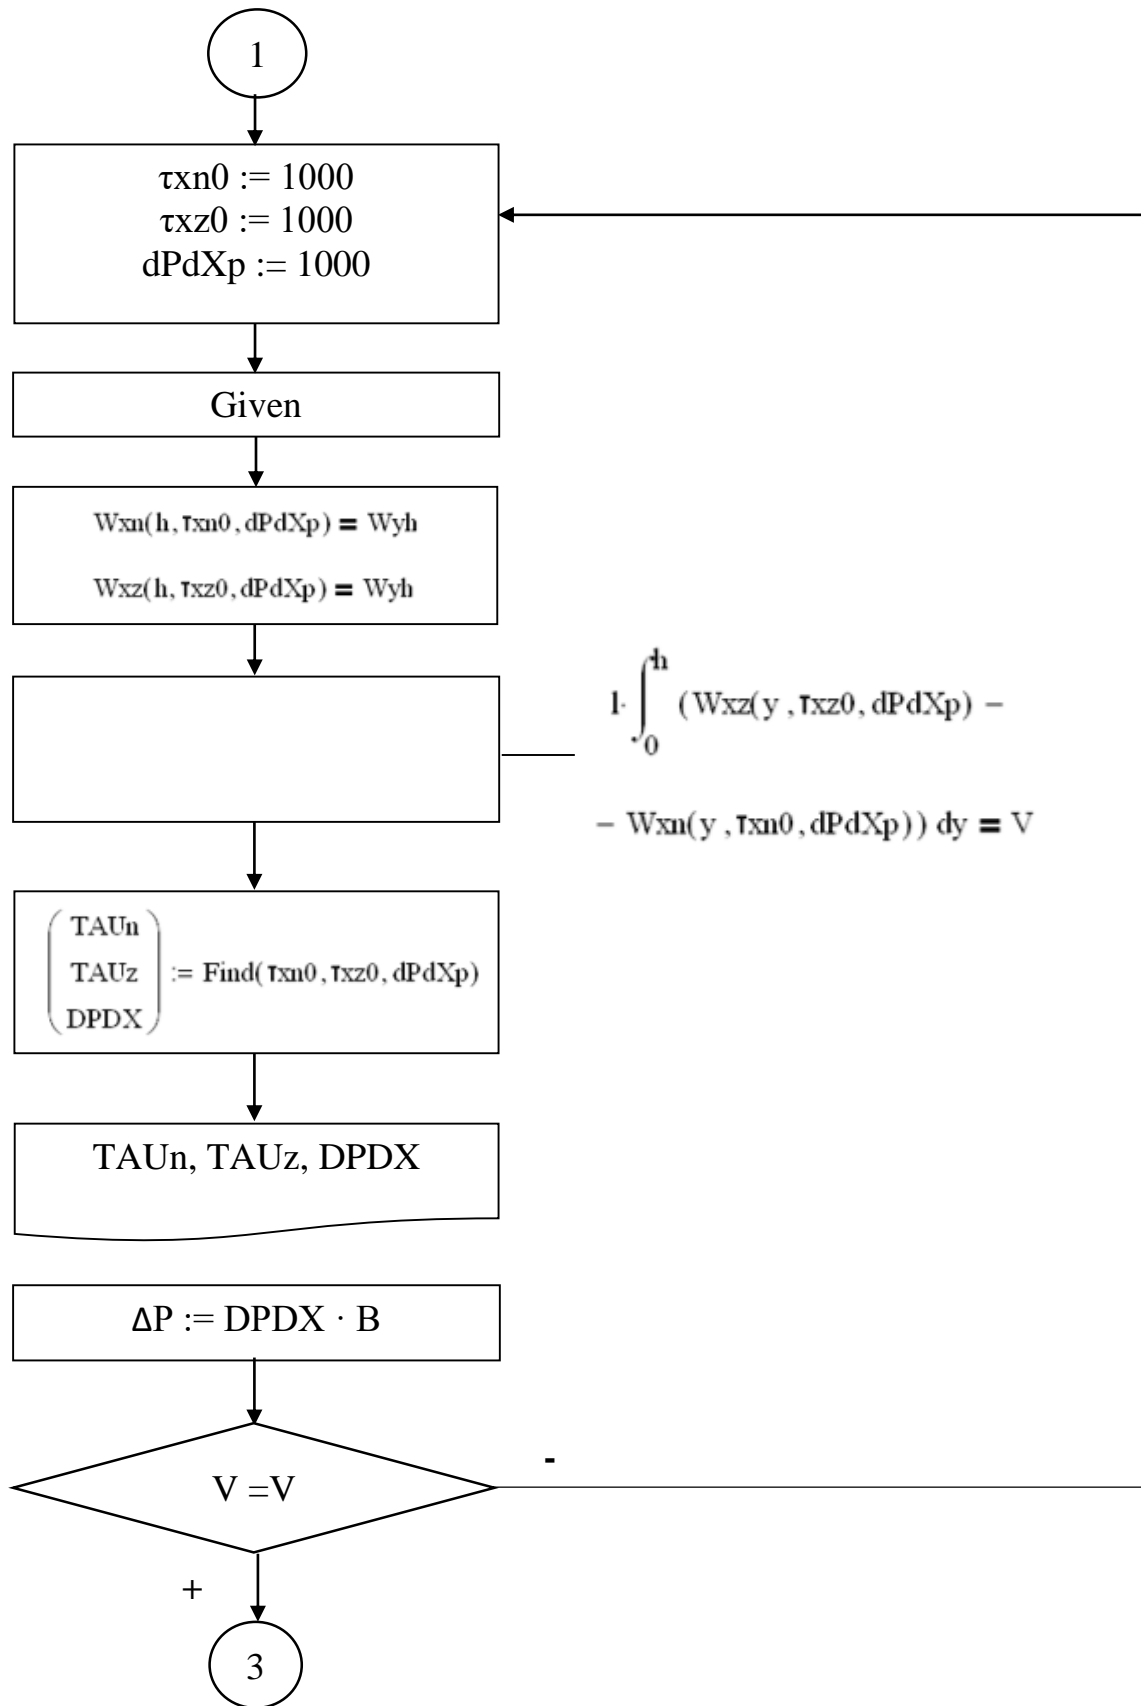 1
τxn0 := 1000
τxz0 := 1000
dPdXp := 1000
Given
Wxn(h, τxn0, dPdXp) = Wyh
Wxz(h, τxz0, dPdXp) = Wyh
l· ∫₀ʰ (Wxz(y, τxz0, dPdXp) −
− Wxn(y, τxn0, dPdXp)) dy = V
TAUn
TAUz := Find(τxn0, τxz0, dPdXp)
DPDX
TAUn, TAUz, DPDX
ΔP := DPDX · B
V =V
-
+
3